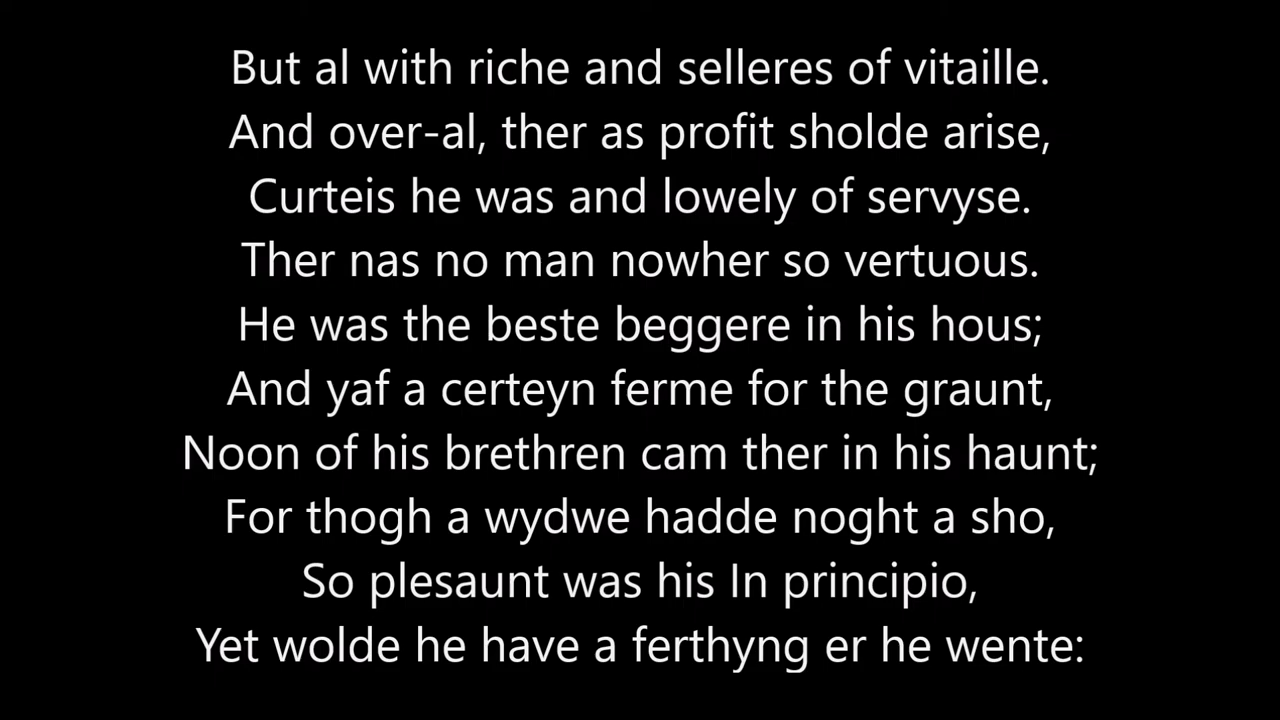 But al with riche and selleres of vitaille.
And over-al, ther as profit sholde arise,
Curteis he was and lowely of servyse.
Ther nas no man nowher so vertuous.
He was the beste beggere in his hous;
And yaf a certeyn ferme for the graunt,
Noon of his brethren cam ther in his haunt;
For thogh a wydwe hadde noght a sho,
So plesaunt was his In principio,
Yet wolde he have a ferthyng er he wente: